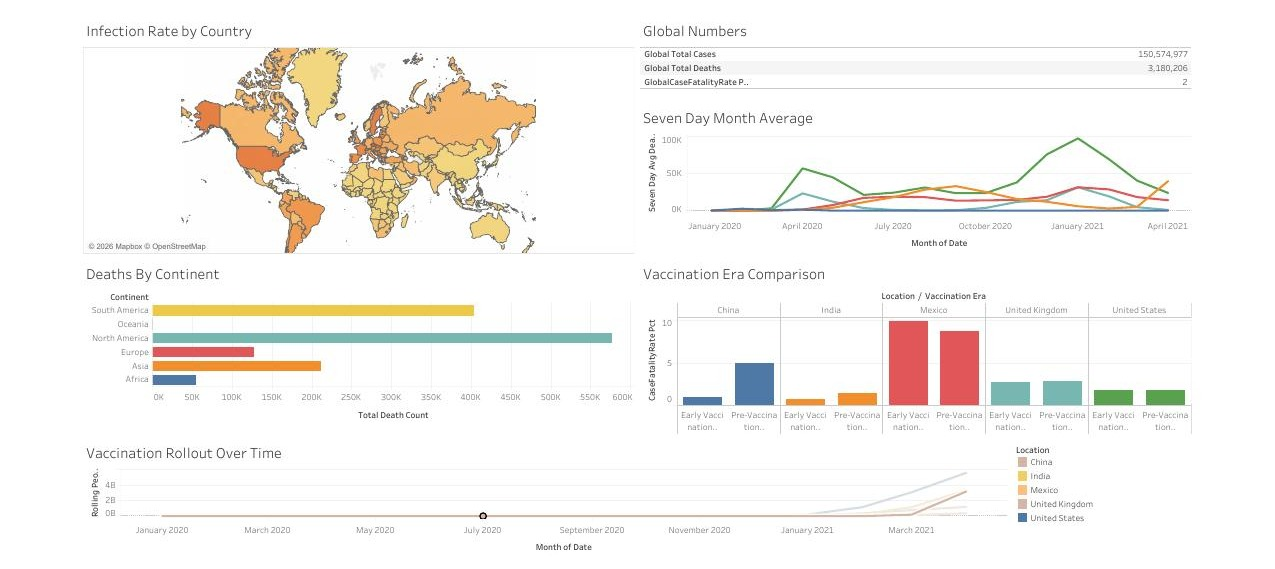 Infection Rate by Country
© 2026 Mapbox © OpenStreetMap
Global Numbers
Global Total Cases 150,574,977
Global Total Deaths 3,180,206
GlobalCaseFatalityRate P.. 2
Seven Day Month Average
Seven Day Avg Dea..
100K
50K
0K
January 2020 April 2020 July 2020 October 2020 January 2021 April 2021
Month of Date
Deaths By Continent
Continent
South America
Oceania
North America
Europe
Asia
Africa
0K 50K 100K 150K 200K 250K 300K 350K 400K 450K 500K 550K 600K
Total Death Count
Vaccination Era Comparison
Location / Vaccination Era
China India Mexico United Kingdom United States
CaseFatalityRate Pct
10
5
0
Early Vacci Pre-Vaccina Early Vacci Pre-Vaccina Early Vacci Pre-Vaccina Early Vacci Pre-Vaccina Early Vacci Pre-Vaccina
nation.. tion.. nation.. tion.. nation.. tion.. nation.. tion.. nation.. tion..
Vaccination Rollout Over Time
Rolling Peo..
4B
2B
0B
January 2020 March 2020 May 2020 July 2020 September 2020 November 2020 January 2021 March 2021
Month of Date
Location
China
India
Mexico
United Kingdom
United States